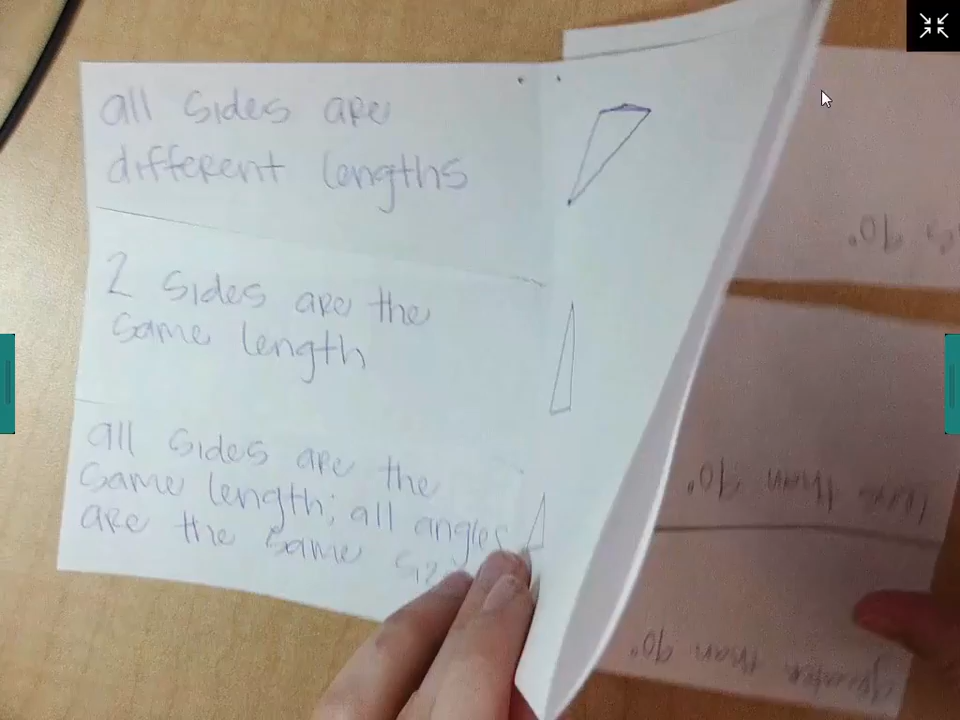 all sides are
different lengths
2 sides are the
same length
all sides are the
same length; all angles
are the same
90°
less than 90°
greater than 90°